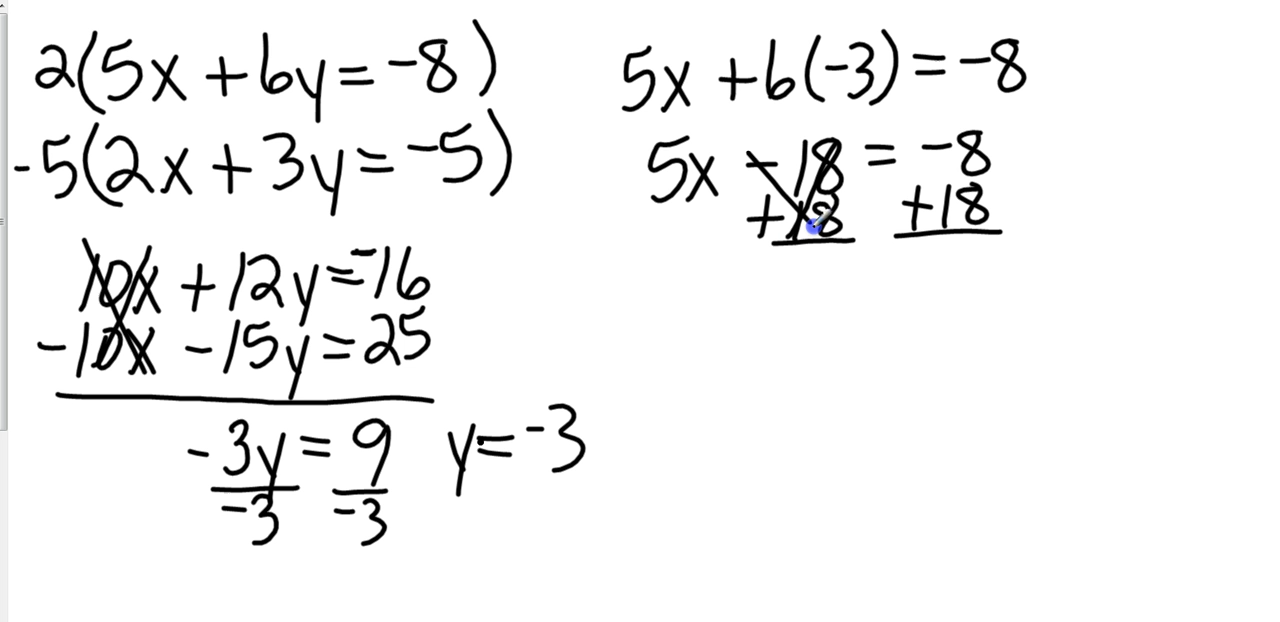 2(5x + 6y = -8)
-5(2x + 3y = -5)
10x + 12y = -16
-10x - 15y = 25
-3y = 9
-3 -3
y = -3
5x + 6(-3) = -8
5x - 18 = -8
+18 +18